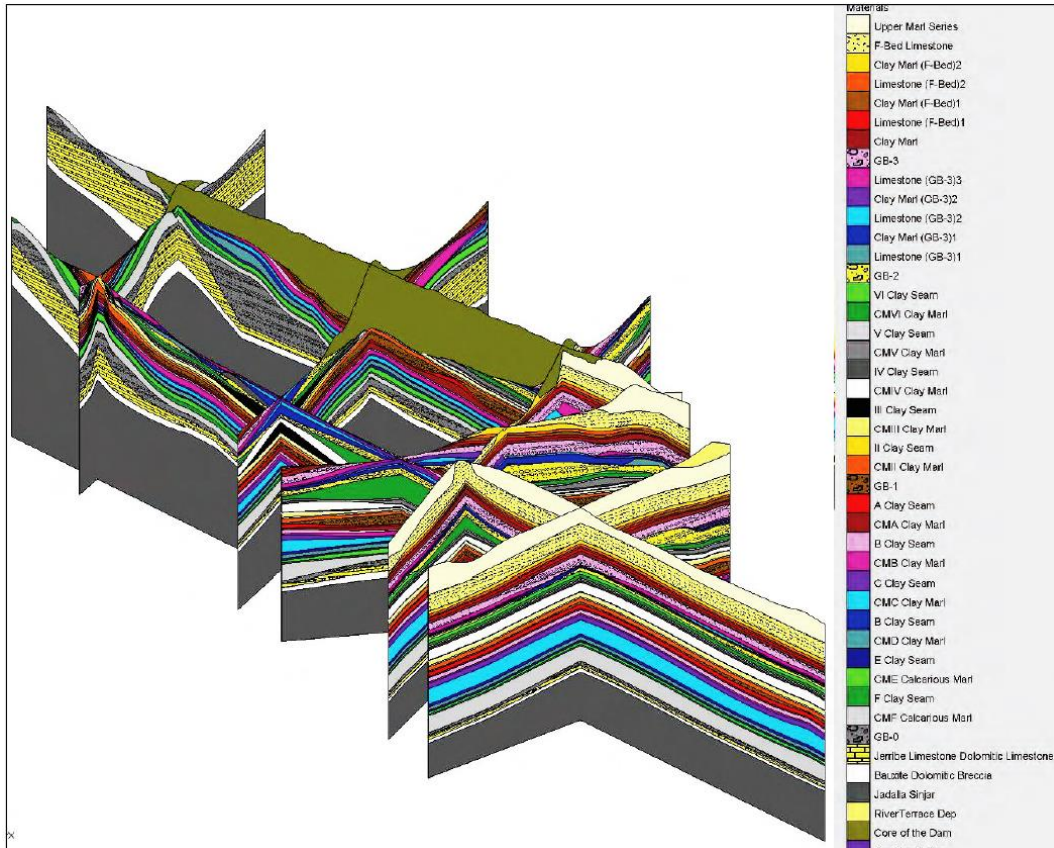 Materials
Upper Marl Series
F-Bed Limestone
Clay Marl (F-Bed)2
Limestone (F-Bed)2
Clay Marl (F-Bed)1
Limestone (F-Bed)1
Clay Marl
GB-3
Limestone (GB-3)3
Clay Marl (GB-3)2
Limestone (GB-3)2
Clay Marl (GB-3)1
Limestone (GB-3)1
GB-2
VI Clay Seam
CMVI Clay Marl
V Clay Seam
CMV Clay Marl
IV Clay Seam
CMIV Clay Marl
III Clay Seam
CMIII Clay Marl
II Clay Seam
CMII Clay Marl
GB-1
A Clay Seam
CMA Clay Marl
B Clay Seam
CMB Clay Marl
C Clay Seam
CMC Clay Marl
B Clay Seam
CMD Clay Marl
E Clay Seam
CME Calcarious Marl
F Clay Seam
CMF Calcarious Marl
GB-0
Jerribe Limestone Dolomitic Limestone
Bauxite Dolomitic Breccia
Jadalla Sinjar
RiverTerrace Dep
Core of the Dam
x